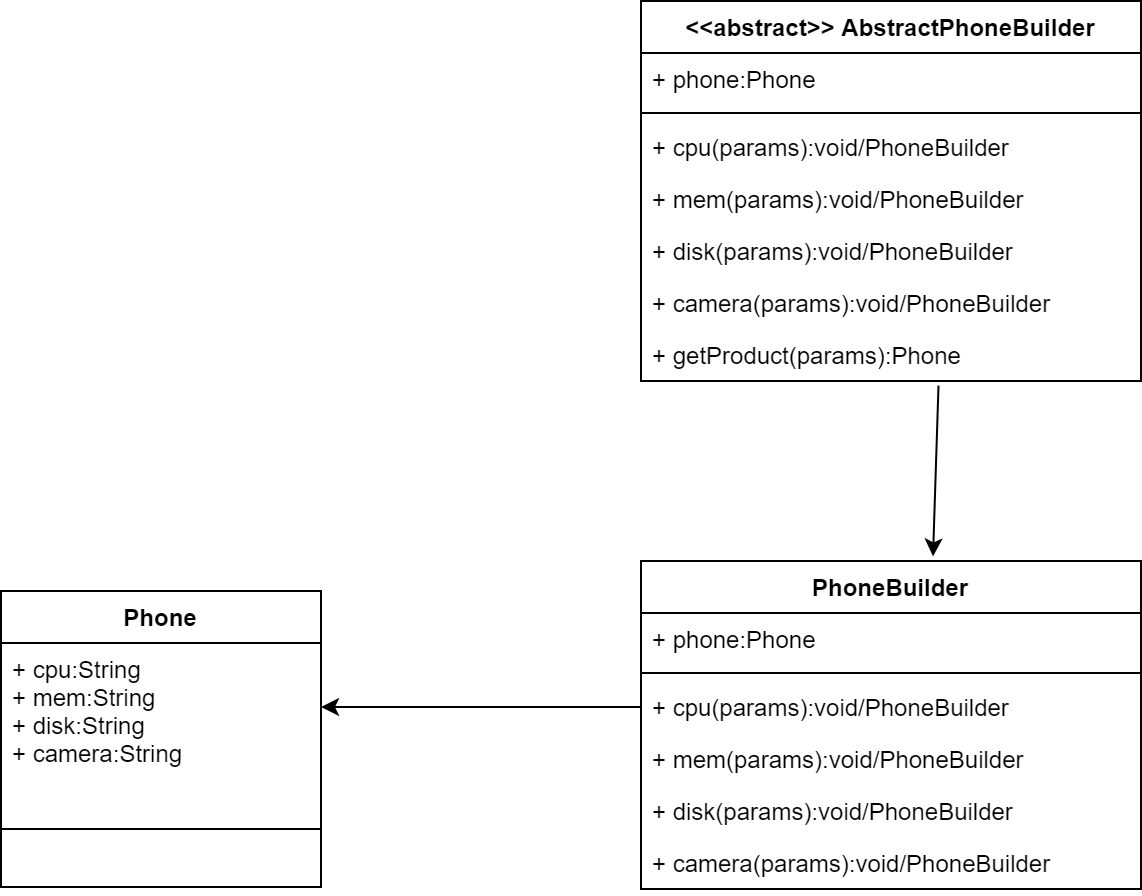 <<abstract>> AbstractPhoneBuilder
+ phone:Phone
+ cpu(params):void/PhoneBuilder
+ mem(params):void/PhoneBuilder
+ disk(params):void/PhoneBuilder
+ camera(params):void/PhoneBuilder
+ getProduct(params):Phone
Phone
+ cpu:String
+ mem:String
+ disk:String
+ camera:String
PhoneBuilder
+ phone:Phone
+ cpu(params):void/PhoneBuilder
+ mem(params):void/PhoneBuilder
+ disk(params):void/PhoneBuilder
+ camera(params):void/PhoneBuilder